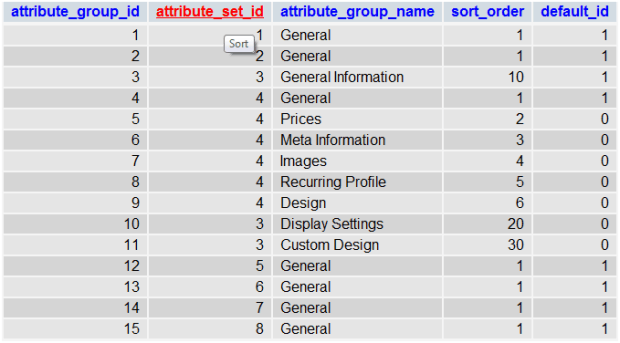 attribute_group_id attribute_set_id attribute_group_name sort_order default_id
1 1 General 1 1
Sort
2 2 General 1 1
3 3 General Information 10 1
4 4 General 1 1
5 4 Prices 2 0
6 4 Meta Information 3 0
7 4 Images 4 0
8 4 Recurring Profile 5 0
9 4 Design 6 0
10 3 Display Settings 20 0
11 3 Custom Design 30 0
12 5 General 1 1
13 6 General 1 1
14 7 General 1 1
15 8 General 1 1